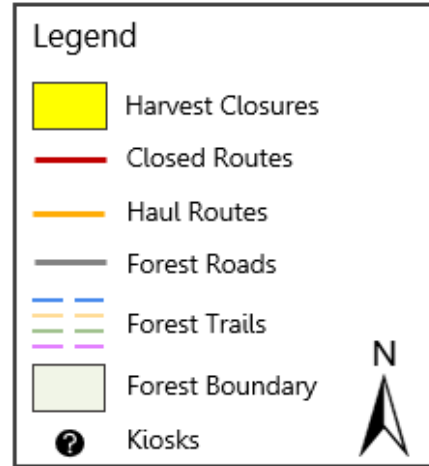 Legend
Harvest Closures
Closed Routes
Haul Routes
Forest Roads
Forest Trails
N
Forest Boundary
?
Kiosks